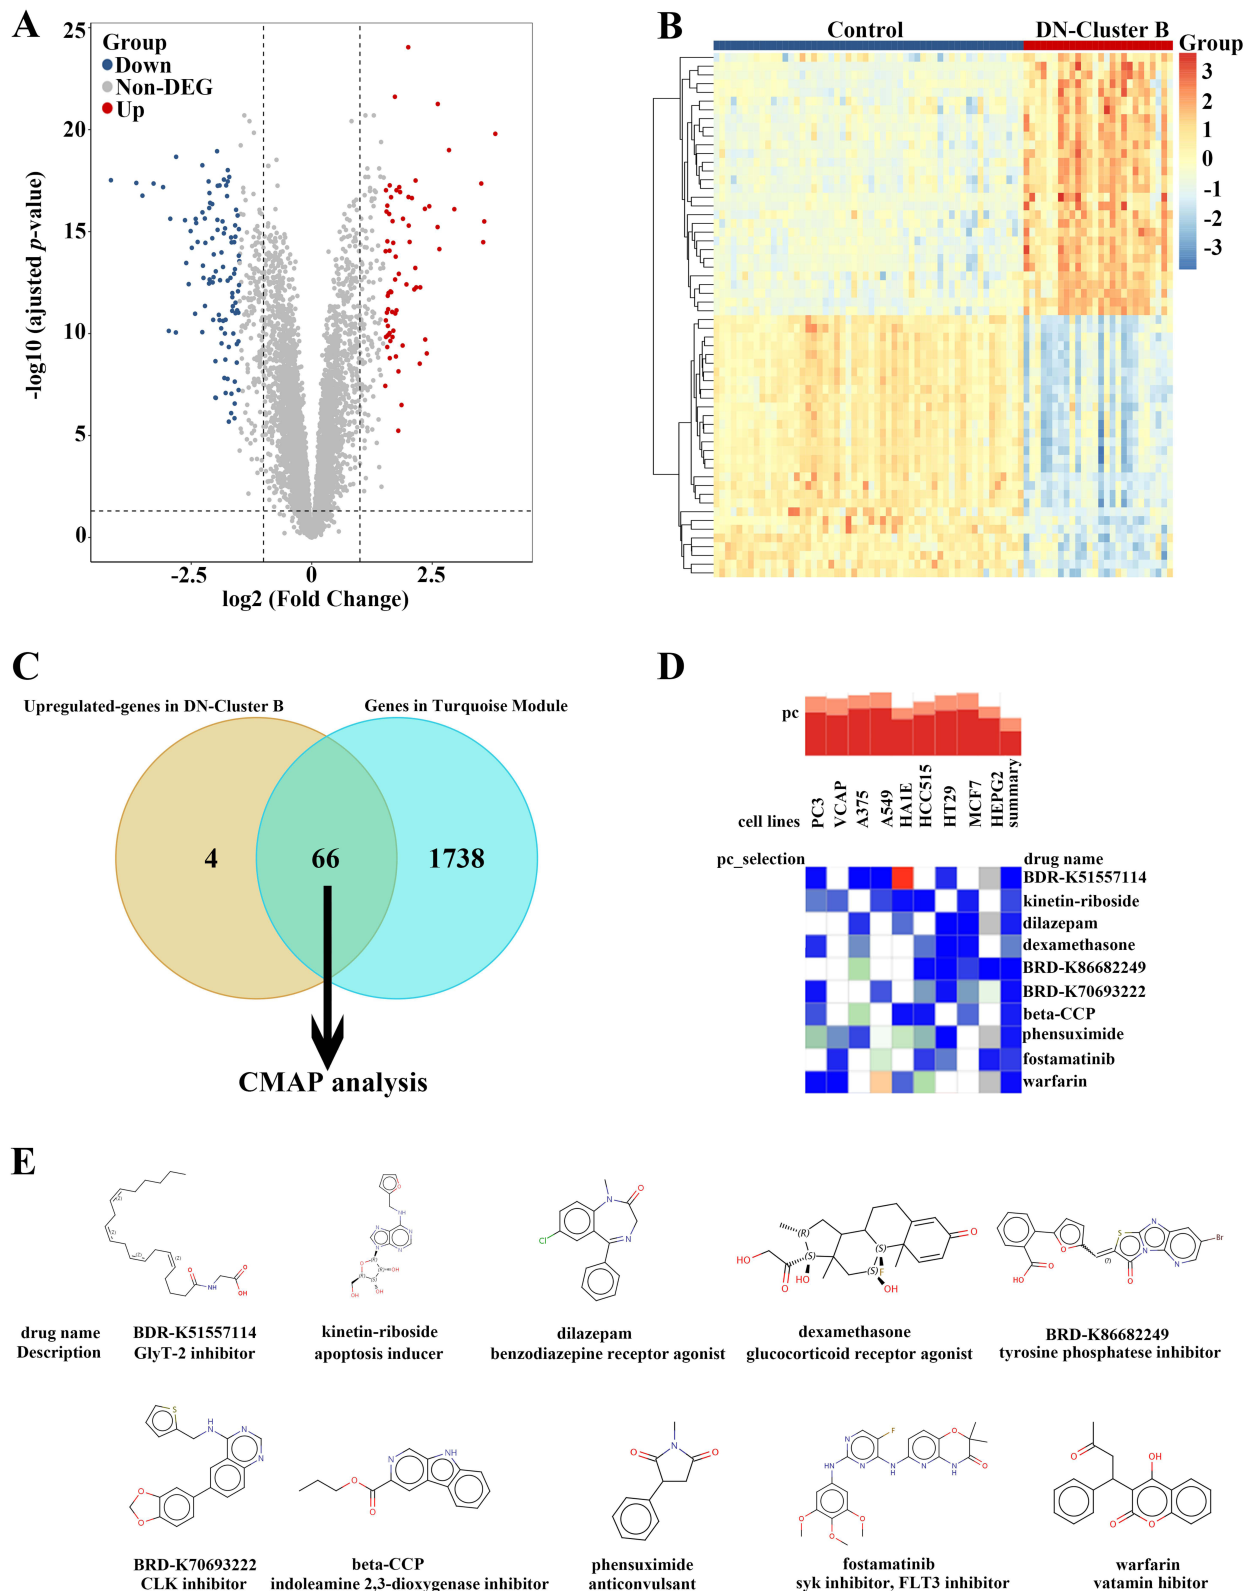 A
25
Group
Down
Non-DEG
Up
20
15
10
5
0
-log10 (ajusted p-value)
-2.5 0 2.5
log2 (Fold Change)
B
Control DN-Cluster B
Group
3
2
1
0
-1
-2
-3
C
Upregulated-genes in DN-Cluster B Genes in Turquoise Module
4 66 1738
CMAP analysis
D
pc
cell lines
PC3
VCAP
A375
A549
HA1E
HCC515
HT29
MCF7
HEPG2
summary
pc_selection drug name
BDR-K51557114
kinetin-riboside
dilazepam
dexamethasone
BRD-K86682249
BRD-K70693222
beta-CCP
phensuximide
fostamatinib
warfarin
E
drug name BDR-K51557114 kinetin-riboside dilazepam dexamethasone BRD-K86682249
Description GlyT-2 inhibitor apoptosis inducer benzodiazepine receptor agonist glucocorticoid receptor agonist tyrosine phosphatese inhibitor
BRD-K70693222 beta-CCP phensuximide fostamatinib warfarin
CLK inhibitor indoleamine 2,3-dioxygenase inhibitor anticonvulsant syk inhibitor, FLT3 inhibitor vatamin hibitor